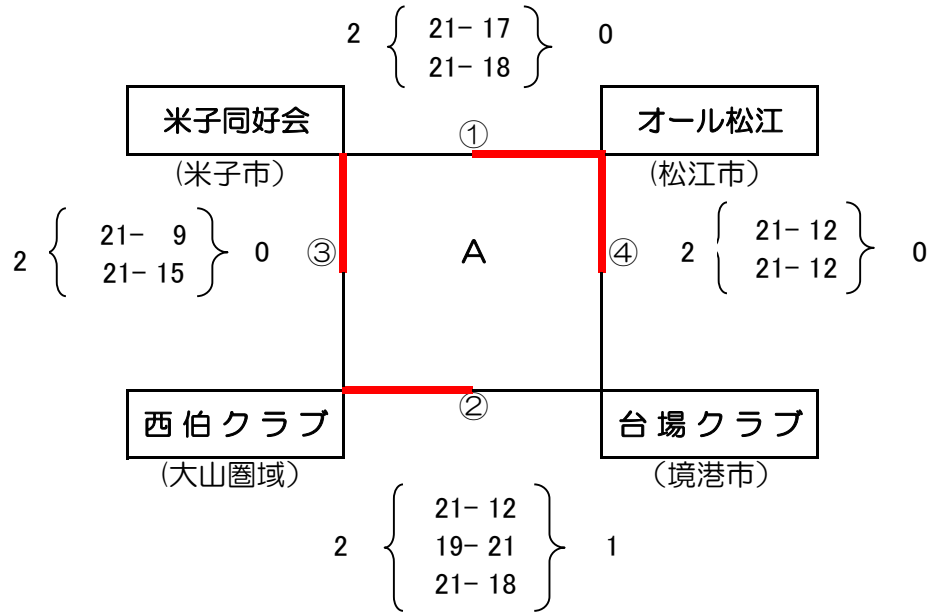 2 21- 17 0
21- 18
米子同好会 ① オール松江
(米子市) (松江市)
21- 9 21- 12
2 0 ③ A ④ 2 0
21- 15 21- 12
西伯クラブ ② 台場クラブ
(大山圏域) (境港市)
21- 12
2 19- 21 1
21- 18